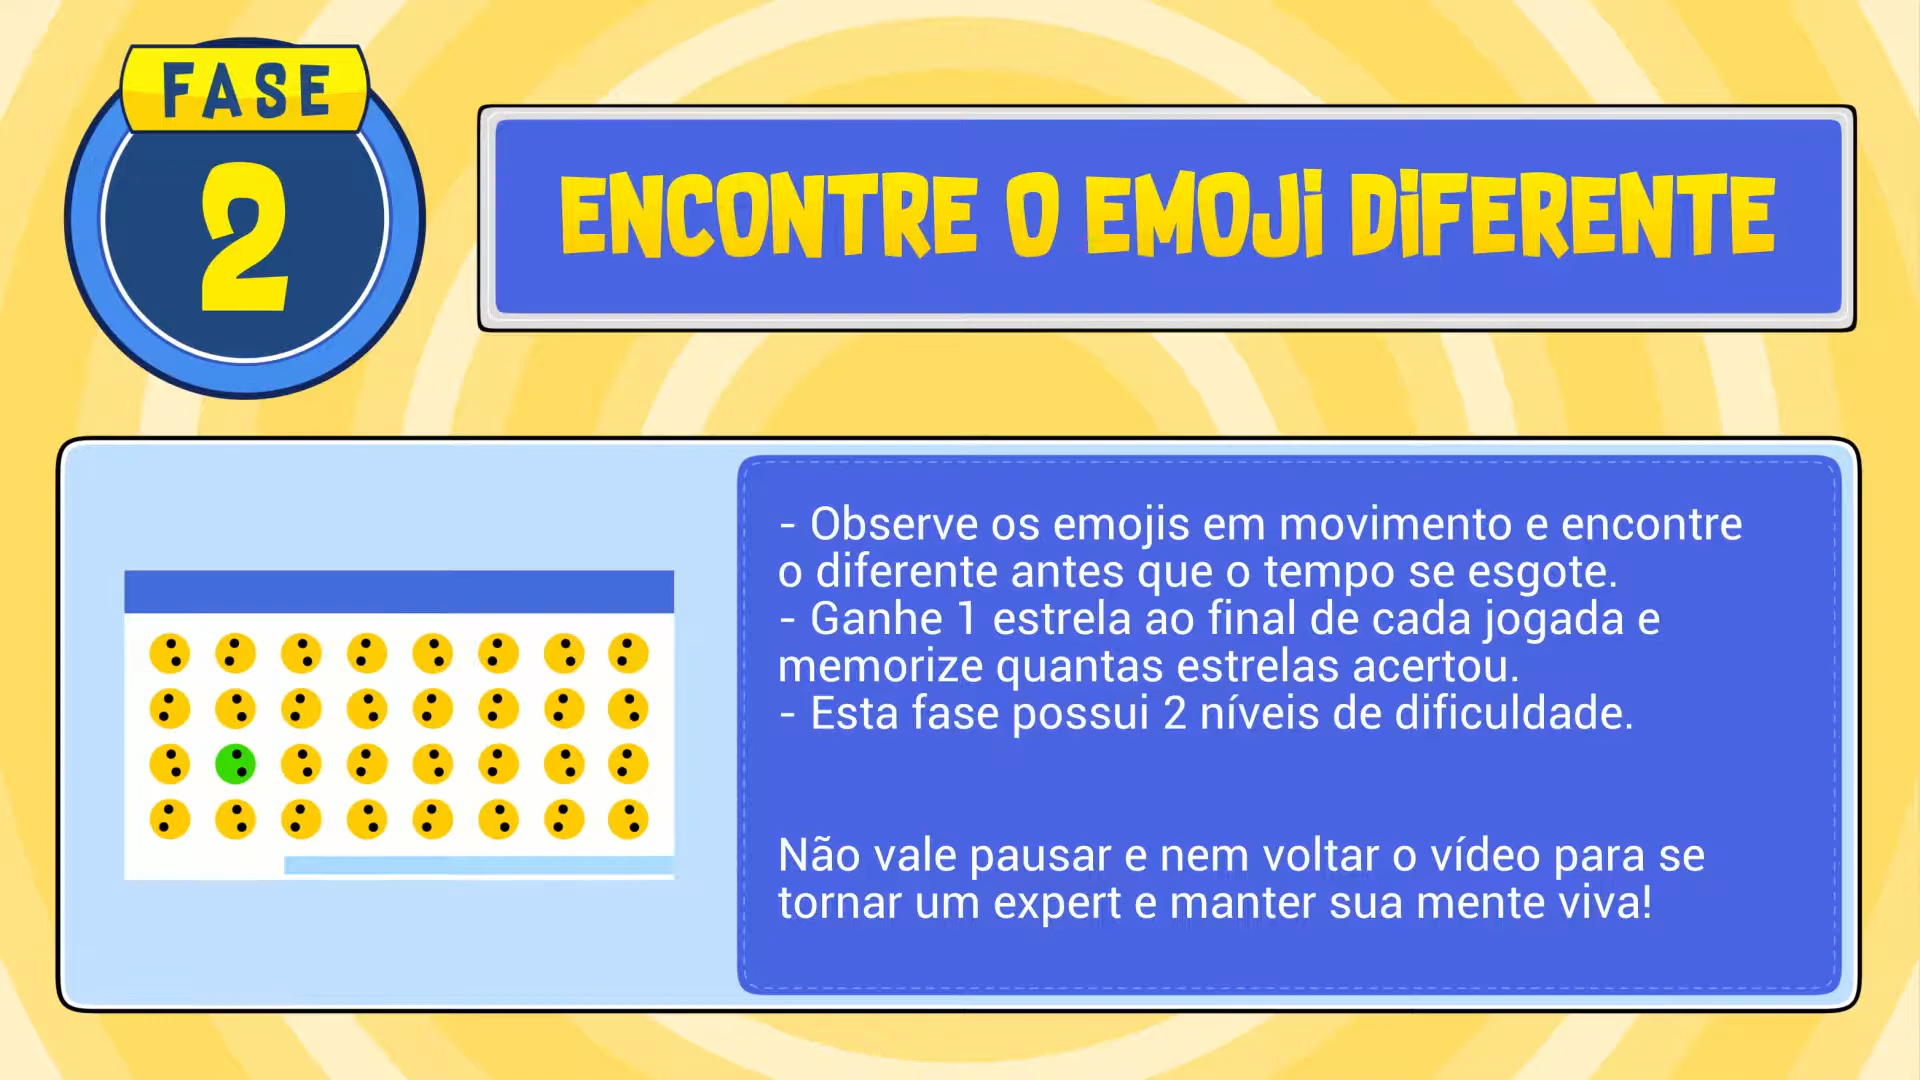 FASE
2
ENCONTRE O EMOJI DIFERENTE
- Observe os emojis em movimento e encontre
o diferente antes que o tempo se esgote.
- Ganhe 1 estrela ao final de cada jogada e
memorize quantas estrelas acertou.
- Esta fase possui 2 níveis de dificuldade.
Não vale pausar e nem voltar o vídeo para se
tornar um expert e manter sua mente viva!